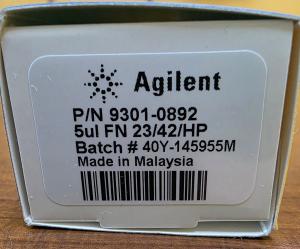 Agilent
P/N 9301-0892
5ul FN 23/42/HP
Batch # 40Y-145955M
Made in Malaysia